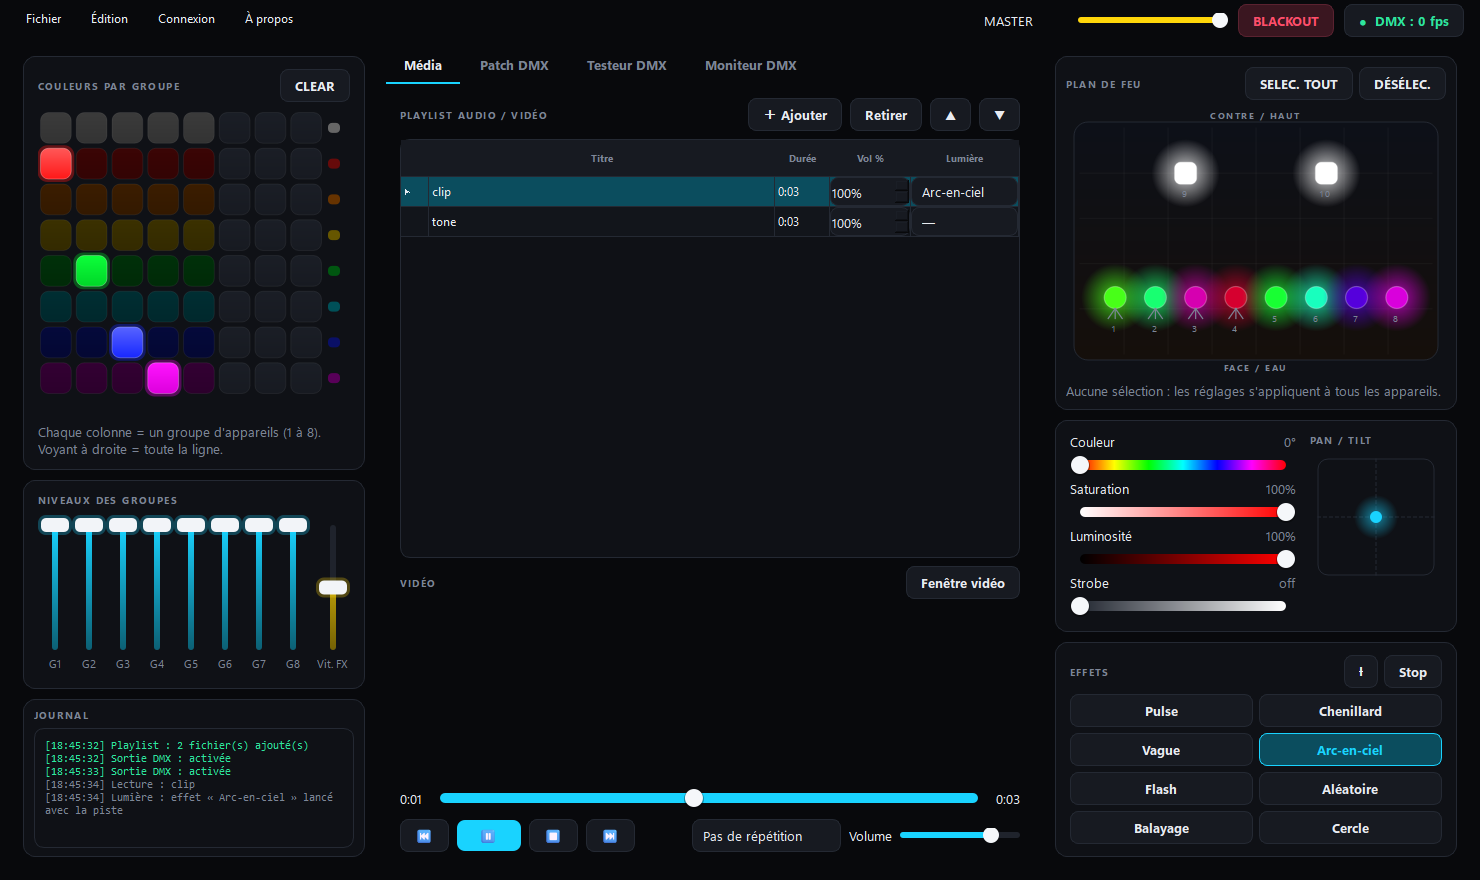 Fichier Édition Connexion À propos
MASTER BLACKOUT ● DMX : 0 fps
COULEURS PAR GROUPE CLEAR
Chaque colonne = un groupe d'appareils (1 à 8).
Voyant à droite = toute la ligne.
NIVEAUX DES GROUPES
G1 G2 G3 G4 G5 G6 G7 G8 Vit. FX
JOURNAL
[18:45:32] Playlist : 2 fichier(s) ajouté(s)
[18:45:32] Sortie DMX : activée
[18:45:33] Sortie DMX : activée
[18:45:34] Lecture : clip
[18:45:34] Lumière : effet « Arc-en-ciel » lancé
avec la piste
Média Patch DMX Testeur DMX Moniteur DMX
PLAYLIST AUDIO / VIDÉO + Ajouter Retirer ▲ ▼
Titre Durée Vol % Lumière
clip 0:03 100% Arc-en-ciel
tone 0:03 100% —
VIDÉO Fenêtre vidéo
0:01 0:03
Pas de répétition Volume
PLAN DE FEU SELEC. TOUT DÉSÉLEC.
CONTRE / HAUT
9 10
1 2 3 4 5 6 7 8
FACE / EAU
Aucune sélection : les réglages s'appliquent à tous les appareils.
Couleur 0°
Saturation 100%
Luminosité 100%
Strobe off
PAN / TILT
EFFETS Stop
Pulse Chenillard
Vague Arc-en-ciel
Flash Aléatoire
Balayage Cercle